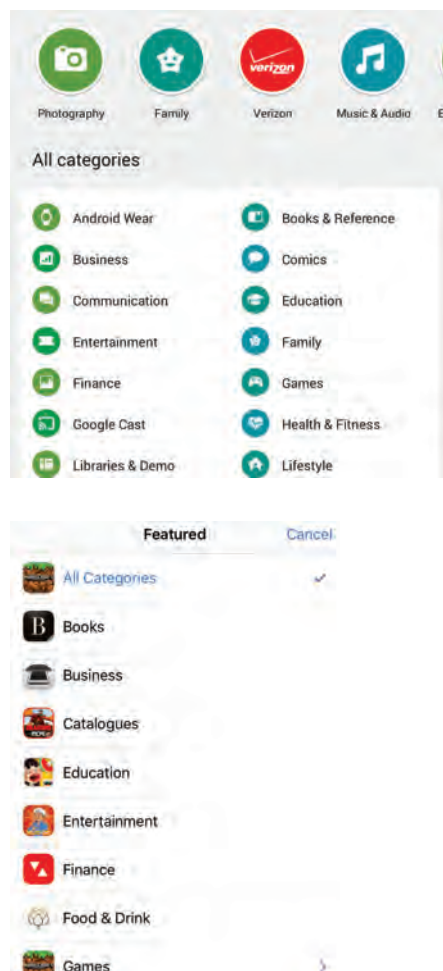 verizon
Photography Family Verizon Music & Audio E
All categories
Android Wear Books & Reference
Business Comics
Communication Education
Entertainment Family
Finance Games
Google Cast Health & Fitness
Libraries & Demo Lifestyle
Featured Cancel
All Categories
B Books
Business
Catalogues
Education
Entertainment
Finance
Food & Drink
Games